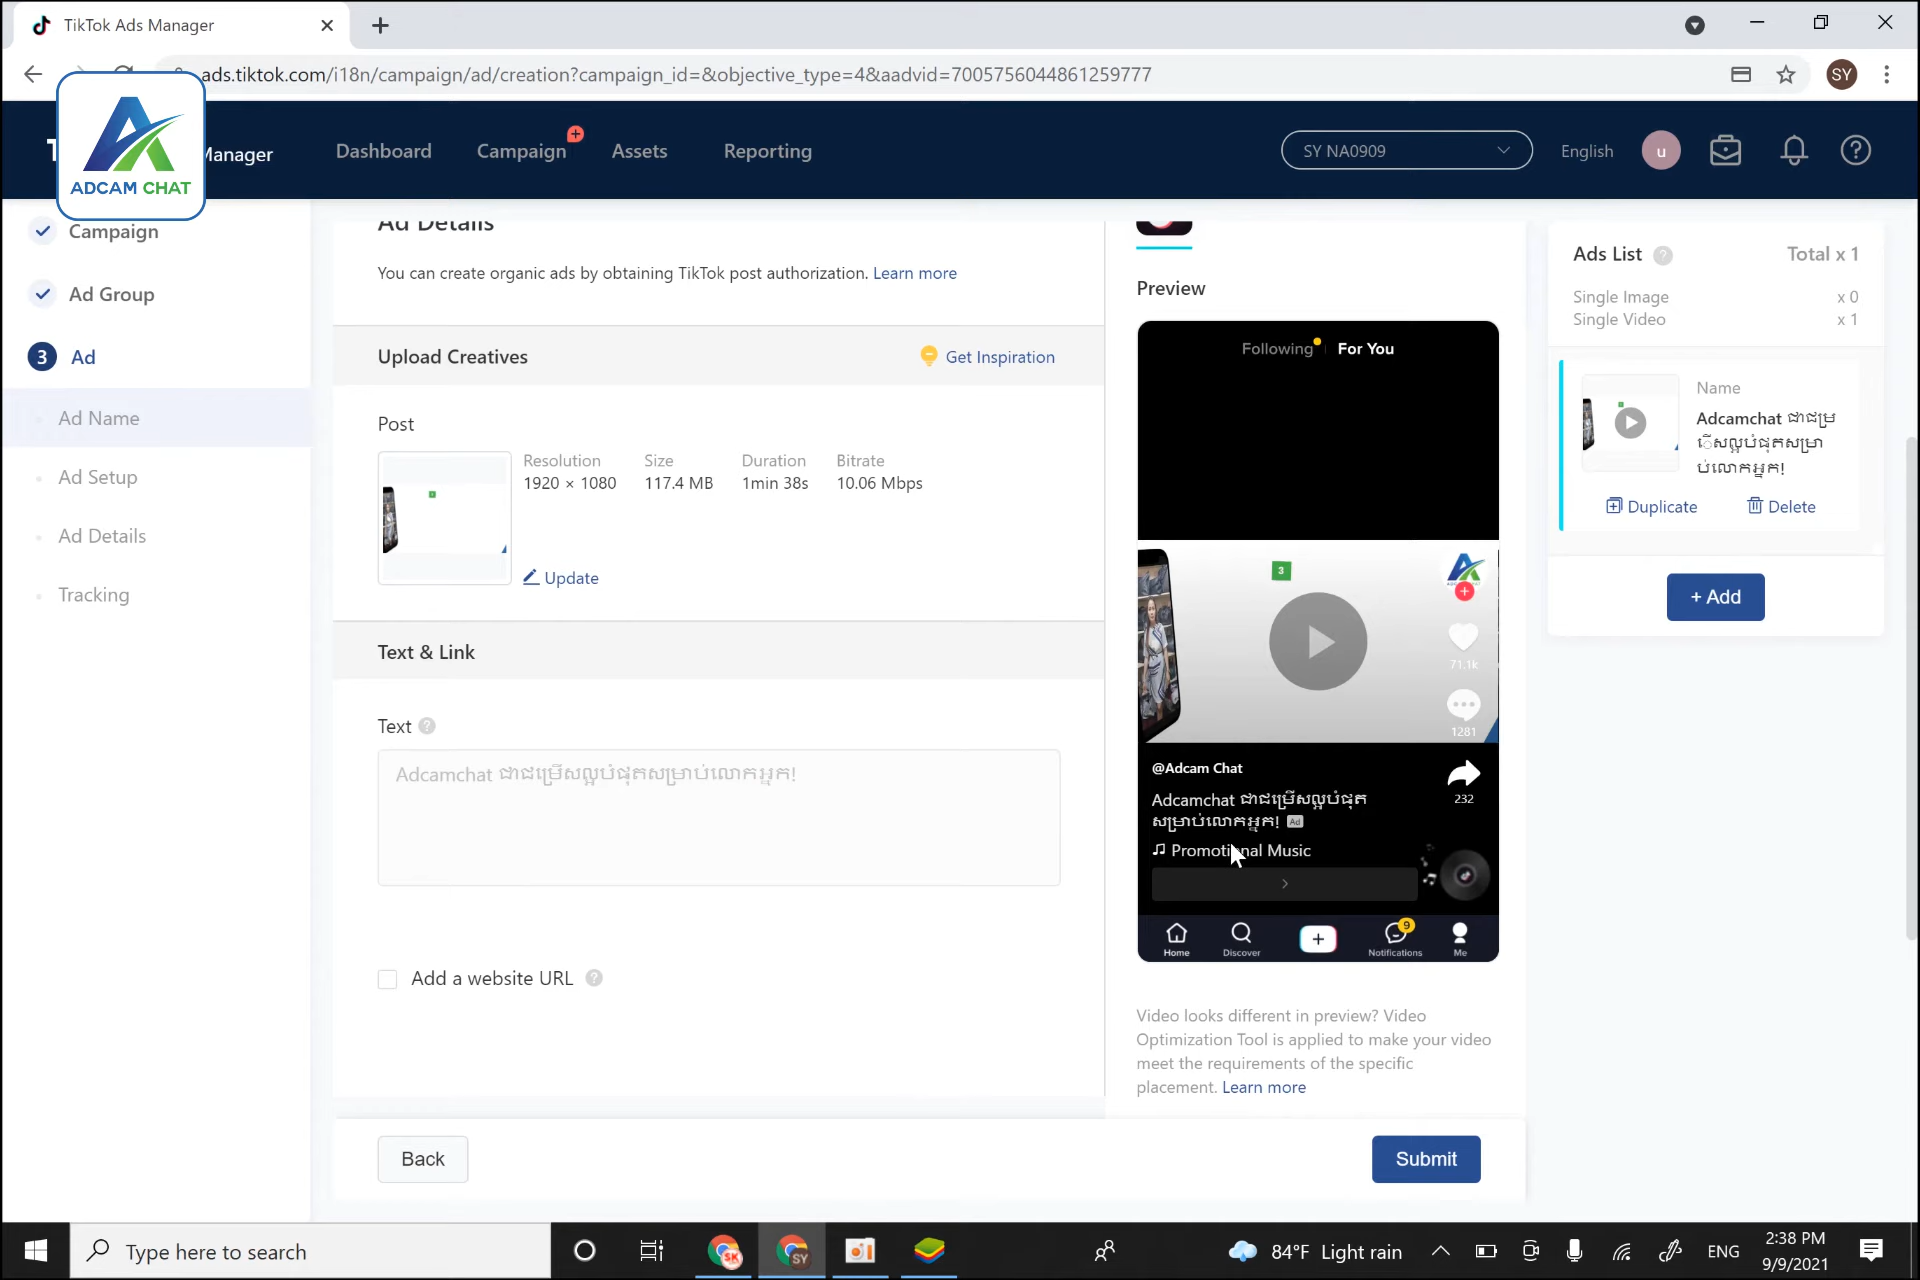 TikTok Ads Manager
ads.tiktok.com/i18n/campaign/ad/creation?campaign_id=&objective_type=4&aadvid=7005756044861259777
SY
ADCAM CHAT
Manager
Dashboard
Campaign
Assets
Reporting
SY NA0909
English
u
Campaign
Ad Group
3 Ad
Ad Name
Ad Setup
Ad Details
Tracking
Ad Details
You can create organic ads by obtaining TikTok post authorization. Learn more
Upload Creatives
Get Inspiration
Post
Resolution Size Duration Bitrate
1920 × 1080 117.4 MB 1min 38s 10.06 Mbps
Update
Text & Link
Text
Adcamchat ជាជម្រើសល្អបំផុតសម្រាប់លោកអ្នក!
Add a website URL
Back
Submit
Preview
Following For You
3
71.1k
1281
@Adcam Chat
232
Adcamchat ជាជម្រើសល្អបំផុត
សម្រាប់លោកអ្នក! Ad
Promotional Music
Home Discover Notifications Me
9
Video looks different in preview? Video
Optimization Tool is applied to make your video
meet the requirements of the specific
placement. Learn more
Ads List Total x 1
Single Image x 0
Single Video x 1
Name
Adcamchat ជាជម្រ
ើសល្អបំផុតសម្រា
ប់លោកអ្នក!
Duplicate Delete
+ Add
Type here to search
SK
SY
84°F Light rain
ENG
2:38 PM
9/9/2021